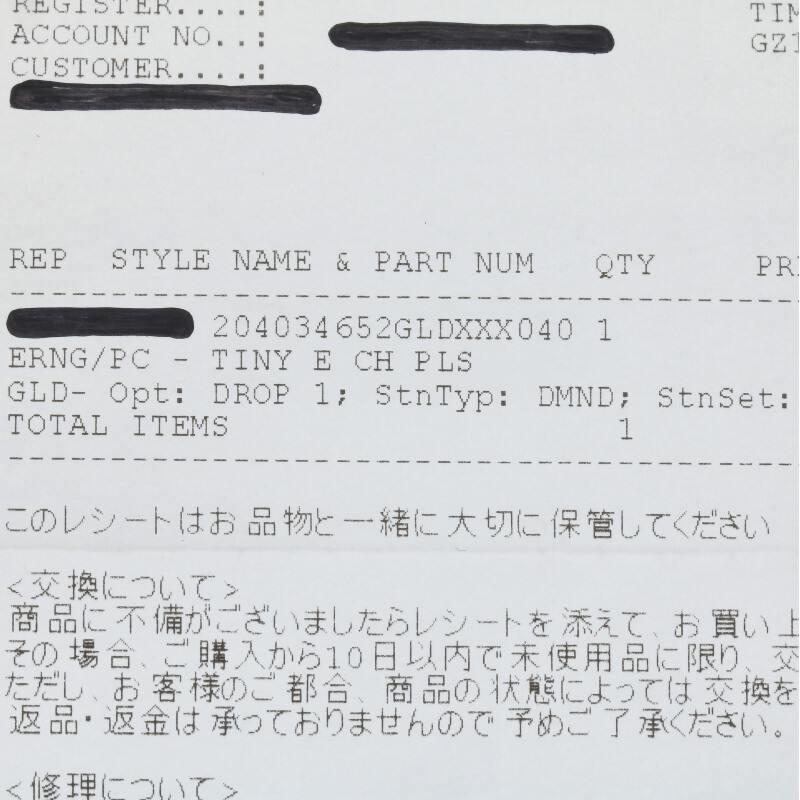 REGISTER....:
TIM
ACCOUNT NO..:
GZ1
CUSTOMER....:
REP STYLE NAME & PART NUM QTY PRI
204034652GLDXXX040 1
ERNG/PC - TINY E CH PLS
GLD- Opt: DROP 1; StnTyp: DMND; StnSet:
TOTAL ITEMS 1
このレシートはお品物と一緒に大切に保管してください
<交換について>
商品に不備がございましたらレシートを添えて、お買い上
その場合、ご購入から10日以内で未使用品に限り、交
ただし、お客様のご都合、商品の状態によっては交換を
返品・返金は承っておりませんので予めご了承ください。
<修理について>